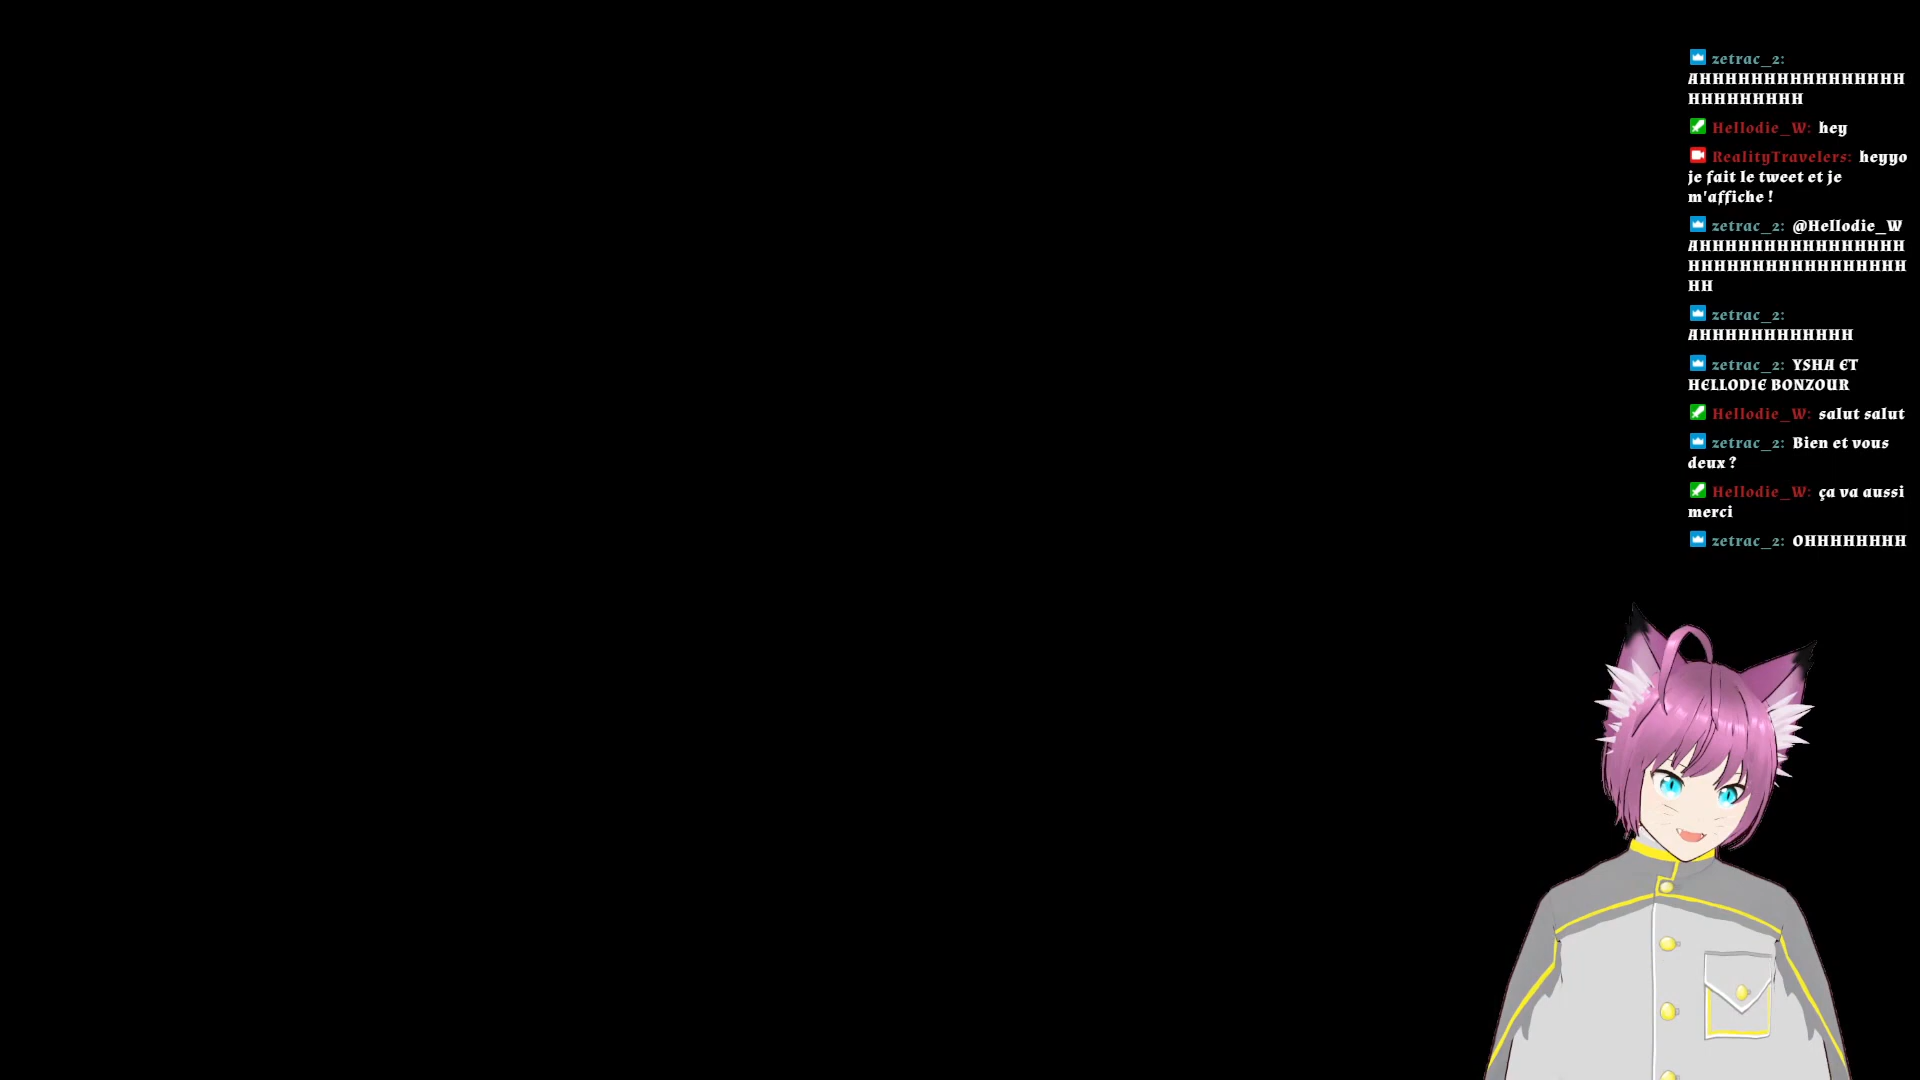 zetrac_2:
AHHHHHHHHHHHHHHHH
HHHHHHHHH
Hellodie_W: hey
RealityTravelers: heyyo
je fait le tweet et je
m'affiche !
zetrac_2: @Hellodie_W
AHHHHHHHHHHHHHHHH
HHHHHHHHHHHHHHHHH
HH
zetrac_2:
AHHHHHHHHHHHH
zetrac_2: YSHA ET
HELLODIE BONZOUR
Hellodie_W: salut salut
zetrac_2: Bien et vous
deux ?
Hellodie_W: ça va aussi
merci
zetrac_2: OHHHHHHHH